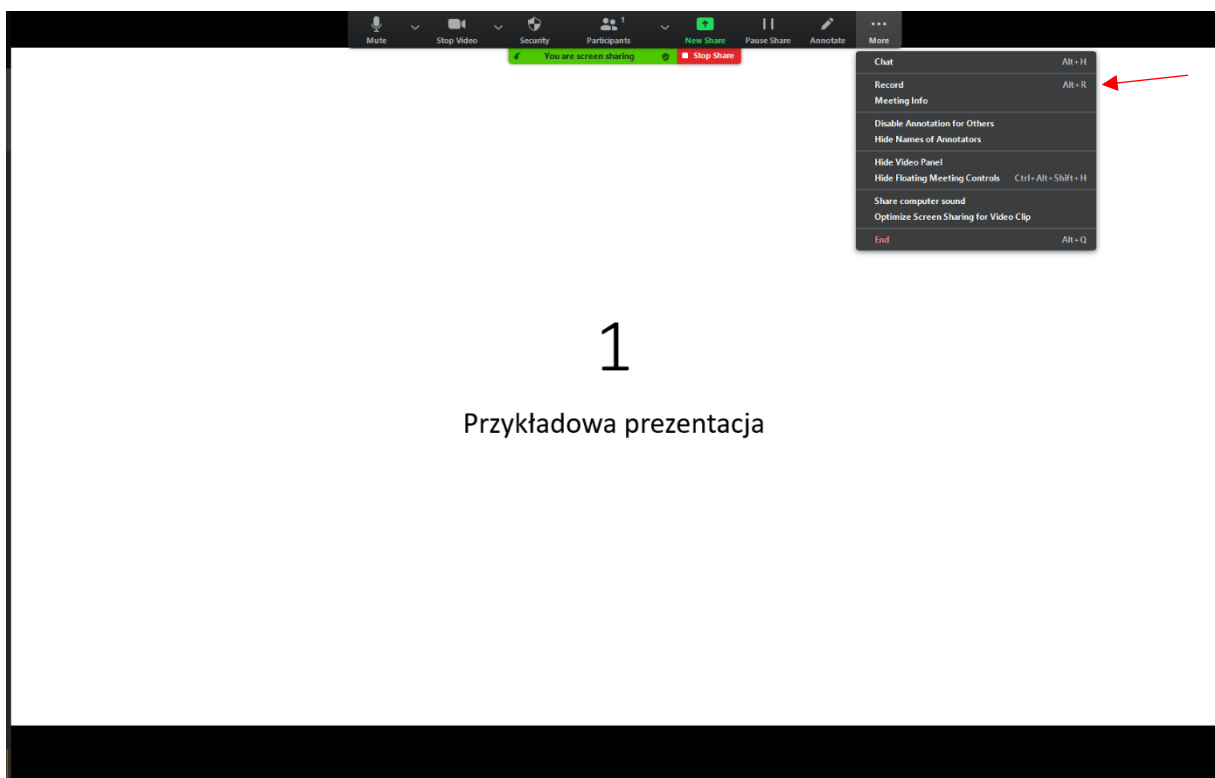 1
Mute Stop Video Security Participants New Share Pause Share Annotate More
You are screen sharing Stop Share
Chat Alt+H
Record Alt+R
Meeting Info
Disable Annotation for Others
Hide Names of Annotators
Hide Video Panel
Hide Floating Meeting Controls Ctrl+Alt+Shift+H
Share computer sound
Optimize Screen Sharing for Video Clip
End Alt+Q
1
Przykładowa prezentacja